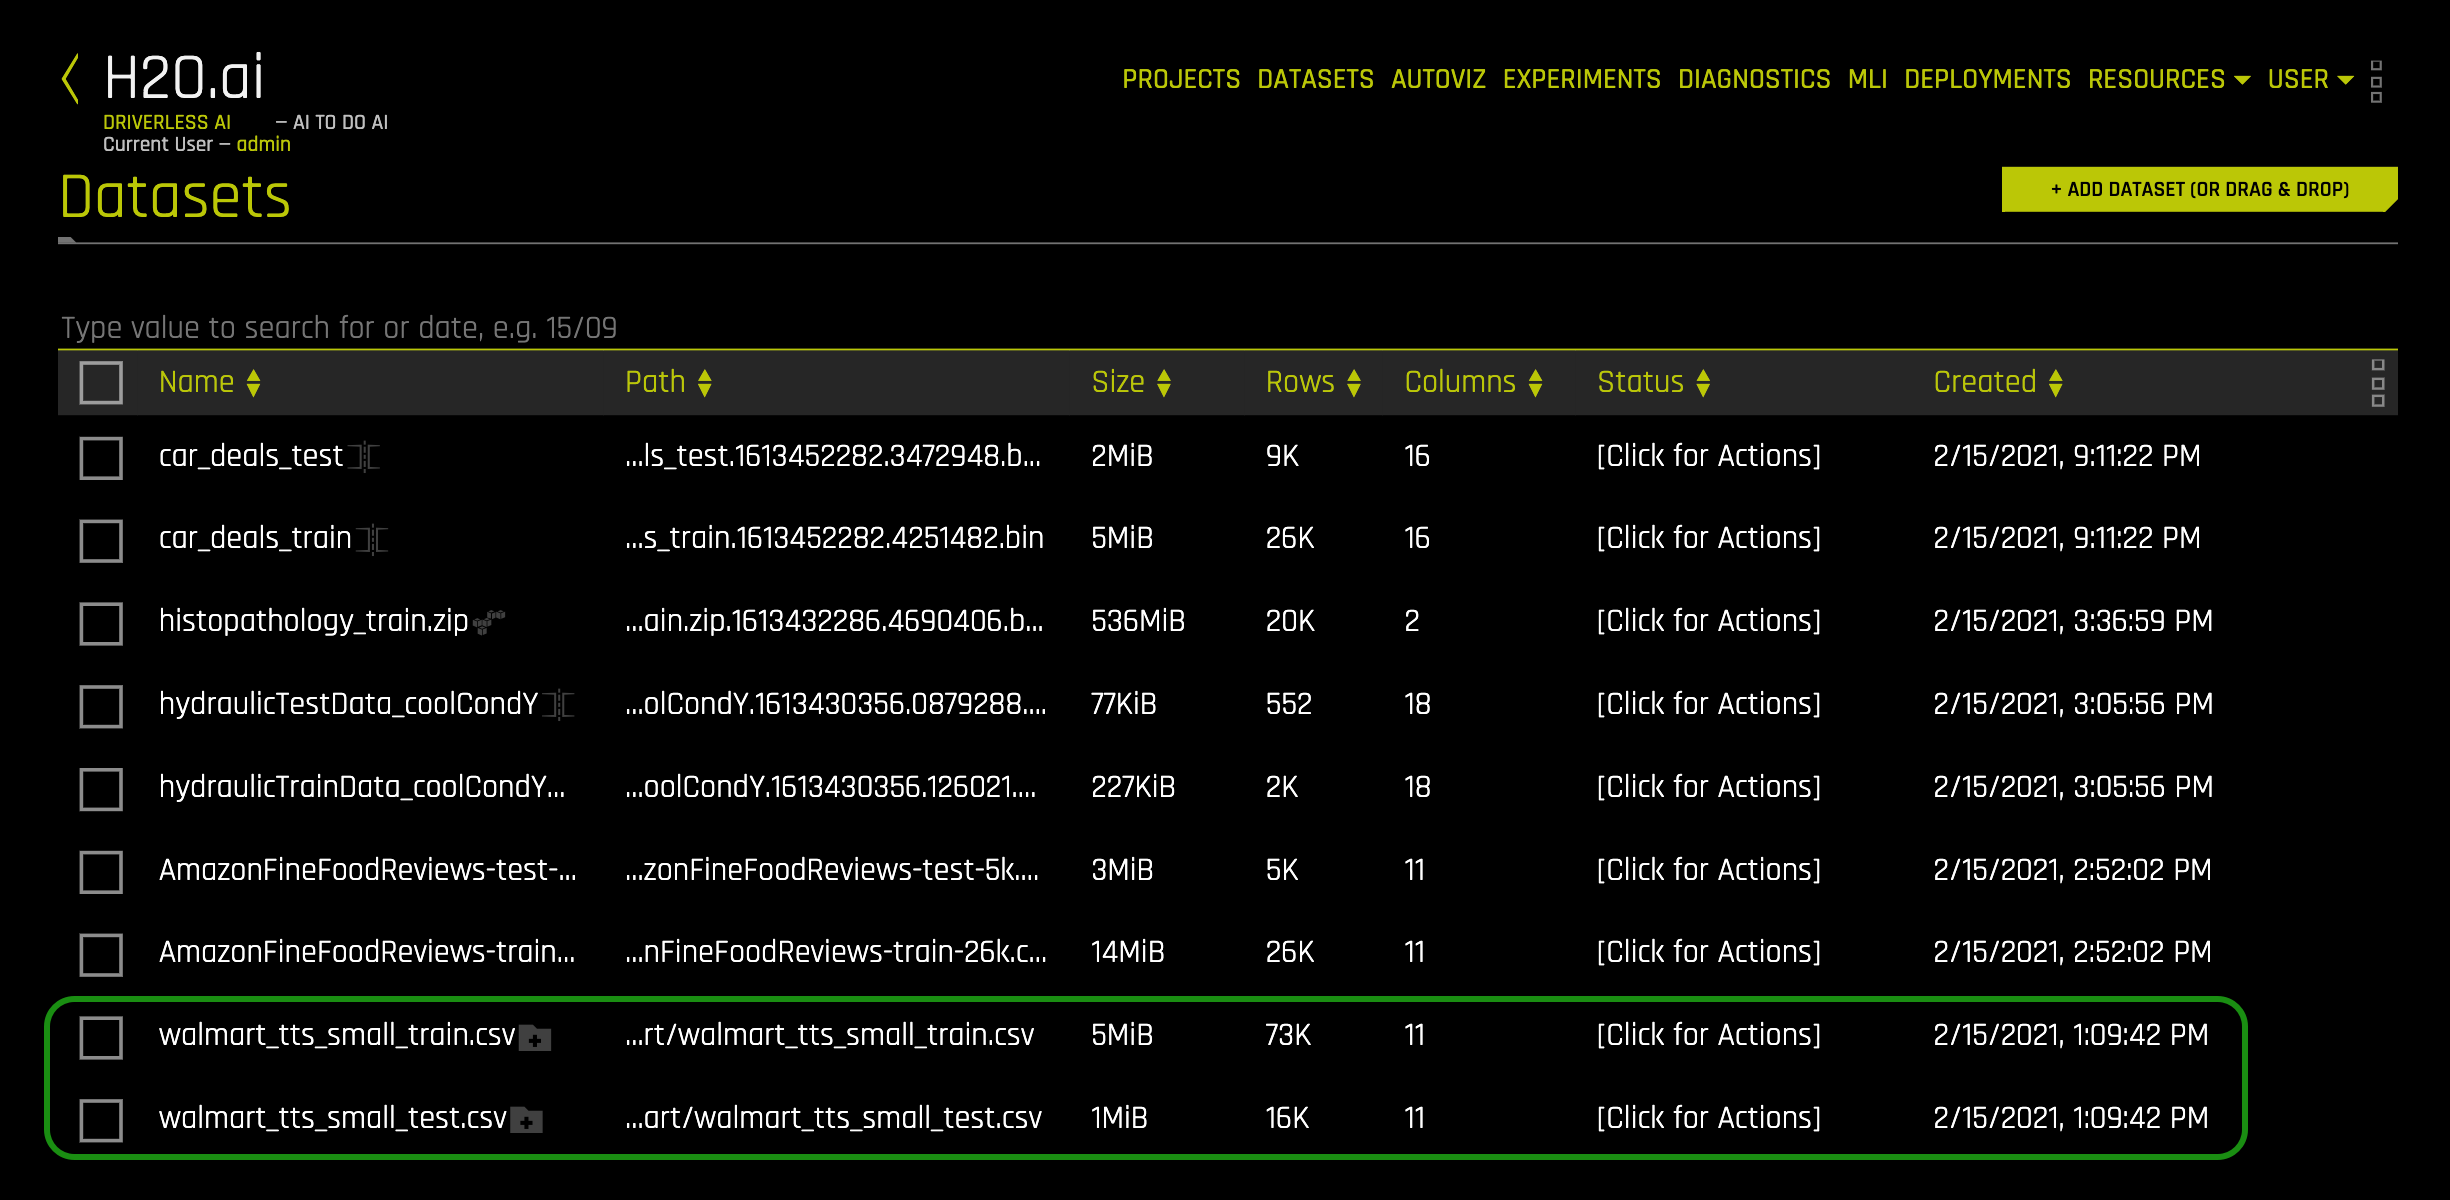 H2O.ai
PROJECTS DATASETS AUTOVIZ EXPERIMENTS DIAGNOSTICS MLI DEPLOYMENTS RESOURCES USER
DRIVERLESS AI — AI TO DO AI
Current User — admin
Datasets
+ ADD DATASET (OR DRAG & DROP)
Type value to search for or date, e.g. 15/09
Name Path Size Rows Columns Status Created
car_deals_test ...ls_test.1613452282.3472948.b... 2MiB 9K 16 [Click for Actions] 2/15/2021, 9:11:22 PM
car_deals_train ...s_train.1613452282.4251482.bin 5MiB 26K 16 [Click for Actions] 2/15/2021, 9:11:22 PM
histopathology_train.zip ...ain.zip.1613432286.4690406.b... 536MiB 20K 2 [Click for Actions] 2/15/2021, 3:36:59 PM
hydraulicTestData_coolCondY ...olCondY.1613430356.0879288.... 77KiB 552 18 [Click for Actions] 2/15/2021, 3:05:56 PM
hydraulicTrainData_coolCondY... ...oolCondY.1613430356.126021.... 227KiB 2K 18 [Click for Actions] 2/15/2021, 3:05:56 PM
AmazonFineFoodReviews-test-... ...zonFineFoodReviews-test-5k.... 3MiB 5K 11 [Click for Actions] 2/15/2021, 2:52:02 PM
AmazonFineFoodReviews-train... ...nFineFoodReviews-train-26k.c... 14MiB 26K 11 [Click for Actions] 2/15/2021, 2:52:02 PM
walmart_tts_small_train.csv ...rt/walmart_tts_small_train.csv 5MiB 73K 11 [Click for Actions] 2/15/2021, 1:09:42 PM
walmart_tts_small_test.csv ...art/walmart_tts_small_test.csv 1MiB 16K 11 [Click for Actions] 2/15/2021, 1:09:42 PM